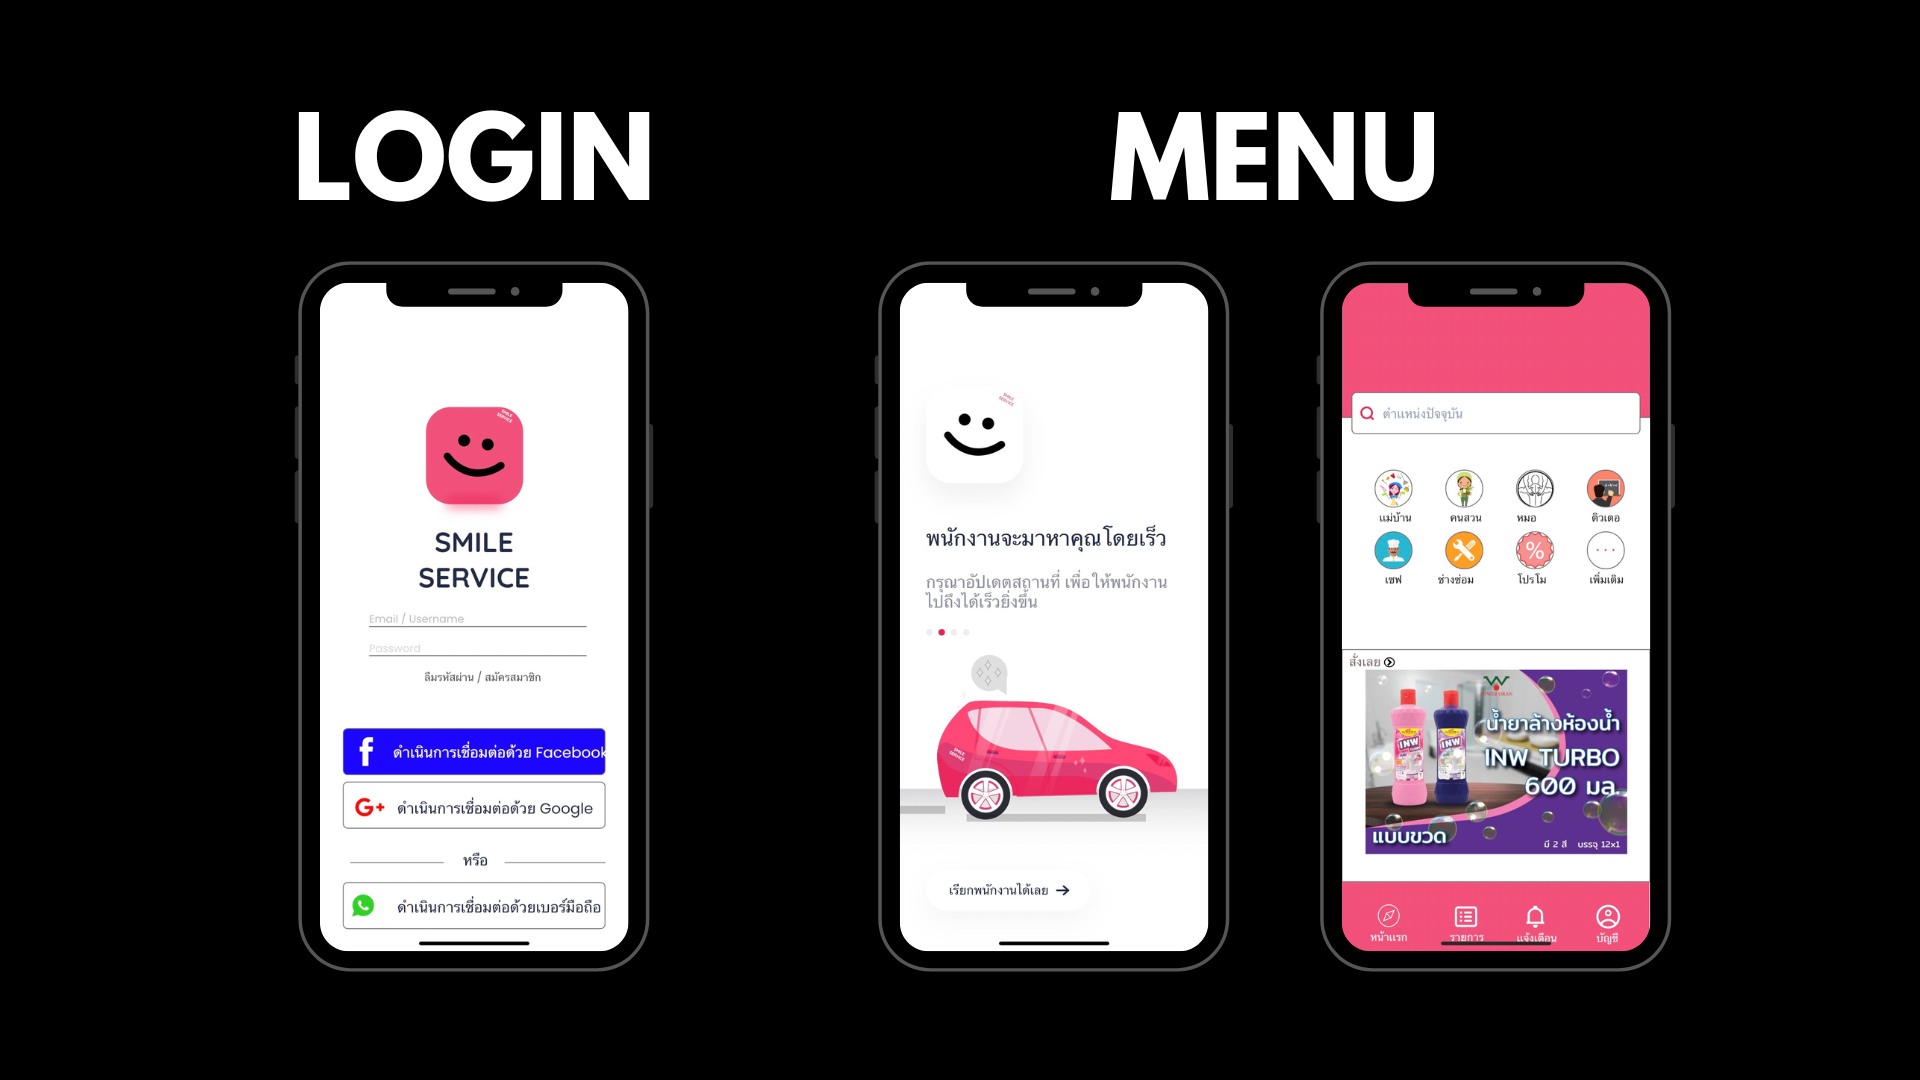 LOGIN
MENU
SMILE
SERVICE
SMILE
SERVICE
Email / Username
Password
ลืมรหัสผ่าน / สมัครสมาชิก
ดำเนินการเชื่อมต่อด้วย Facebook
G+ ดำเนินการเชื่อมต่อด้วย Google
หรือ
ดำเนินการเชื่อมต่อด้วยเบอร์มือถือ
SMILE
SERVICE
พนักงานจะมาหาคุณโดยเร็ว
กรุณาอัปเดตสถานที่ เพื่อให้พนักงาน
ไปถึงได้เร็วยิ่งขึ้น
SMILE
SERVICE
เรียกพนักงานได้เลย
ตำแหน่งปัจจุบัน
แม่บ้าน คนสวน หมอ ติวเตอ
%
เชฟ ช่างซ่อม โปรโม เพิ่มเติม
สั่งเลย
น้ำยาล้างห้องน้ำ
INW TURBO
600 มล.
INW
INW
แบบขวด
มี 2 สี บรรจุ 12x1
หน้าแรก รายการ แจ้งเตือน บัญชี